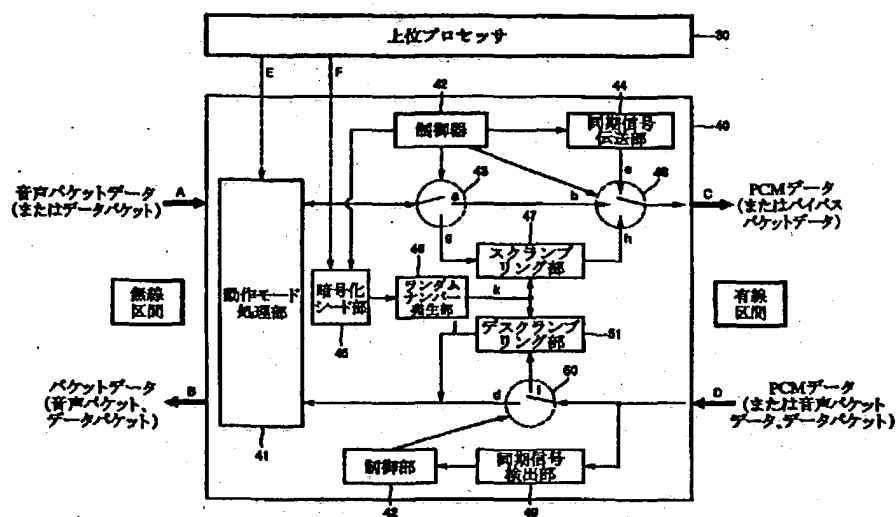 上位プロセッサ
30
E
F
42
44
40
制御器
同期信号
伝送部
音声パケットデータ
(またはデータパケット)
A
43
a
b
e
48
C
PCMデータ
(またはバイパス
パケットデータ)
g
47
h
スクランブ
リング部
無線
区間
動作モード
処理部
暗号化
シード部
45
46
ランダム
ナンバー
発生部
k
有線
区間
デスクランブ
リング部
51
パケットデータ
(音声パケット、
データパケット)
B
d
i
50
D
PCMデータ
(または音声パケット
データ、データパケット)
41
制御部
42
同期信号
検出部
49